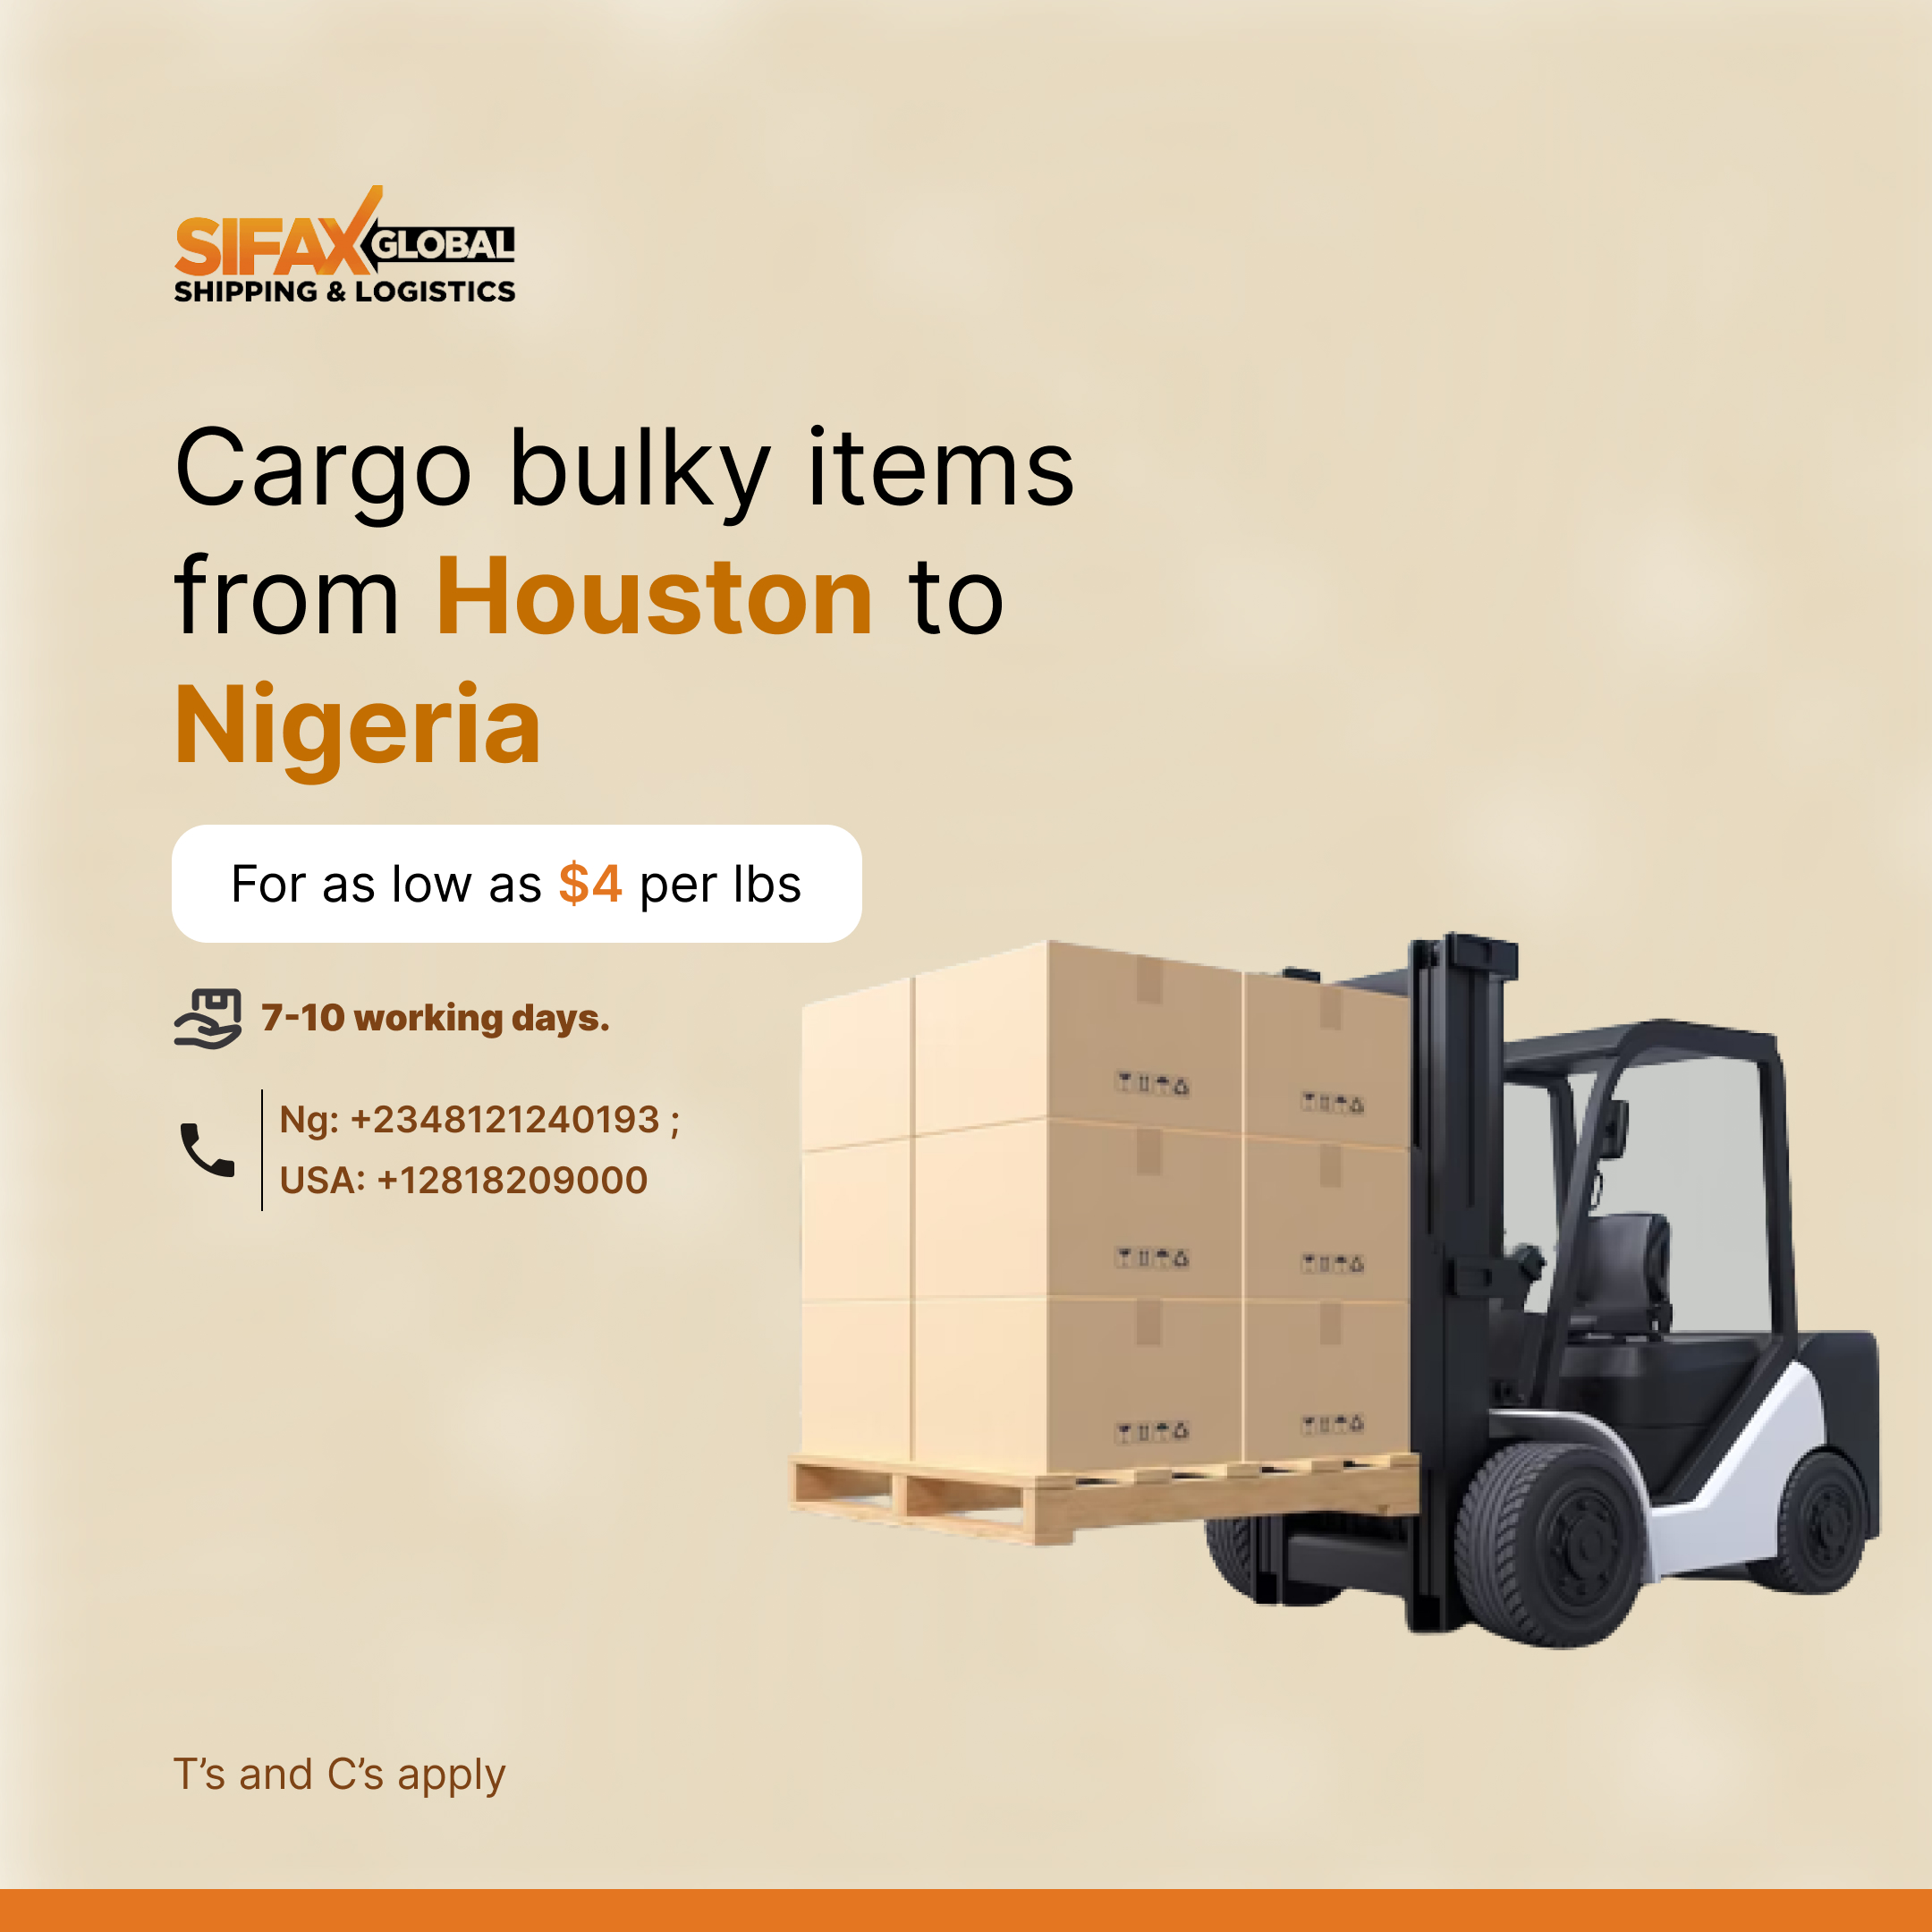 SIFAX GLOBAL
SHIPPING & LOGISTICS
Cargo bulky items
from Houston to
Nigeria
For as low as $4 per lbs
7-10 working days.
Ng: +2348121240193 ;
USA: +12818209000
T’s and C’s apply